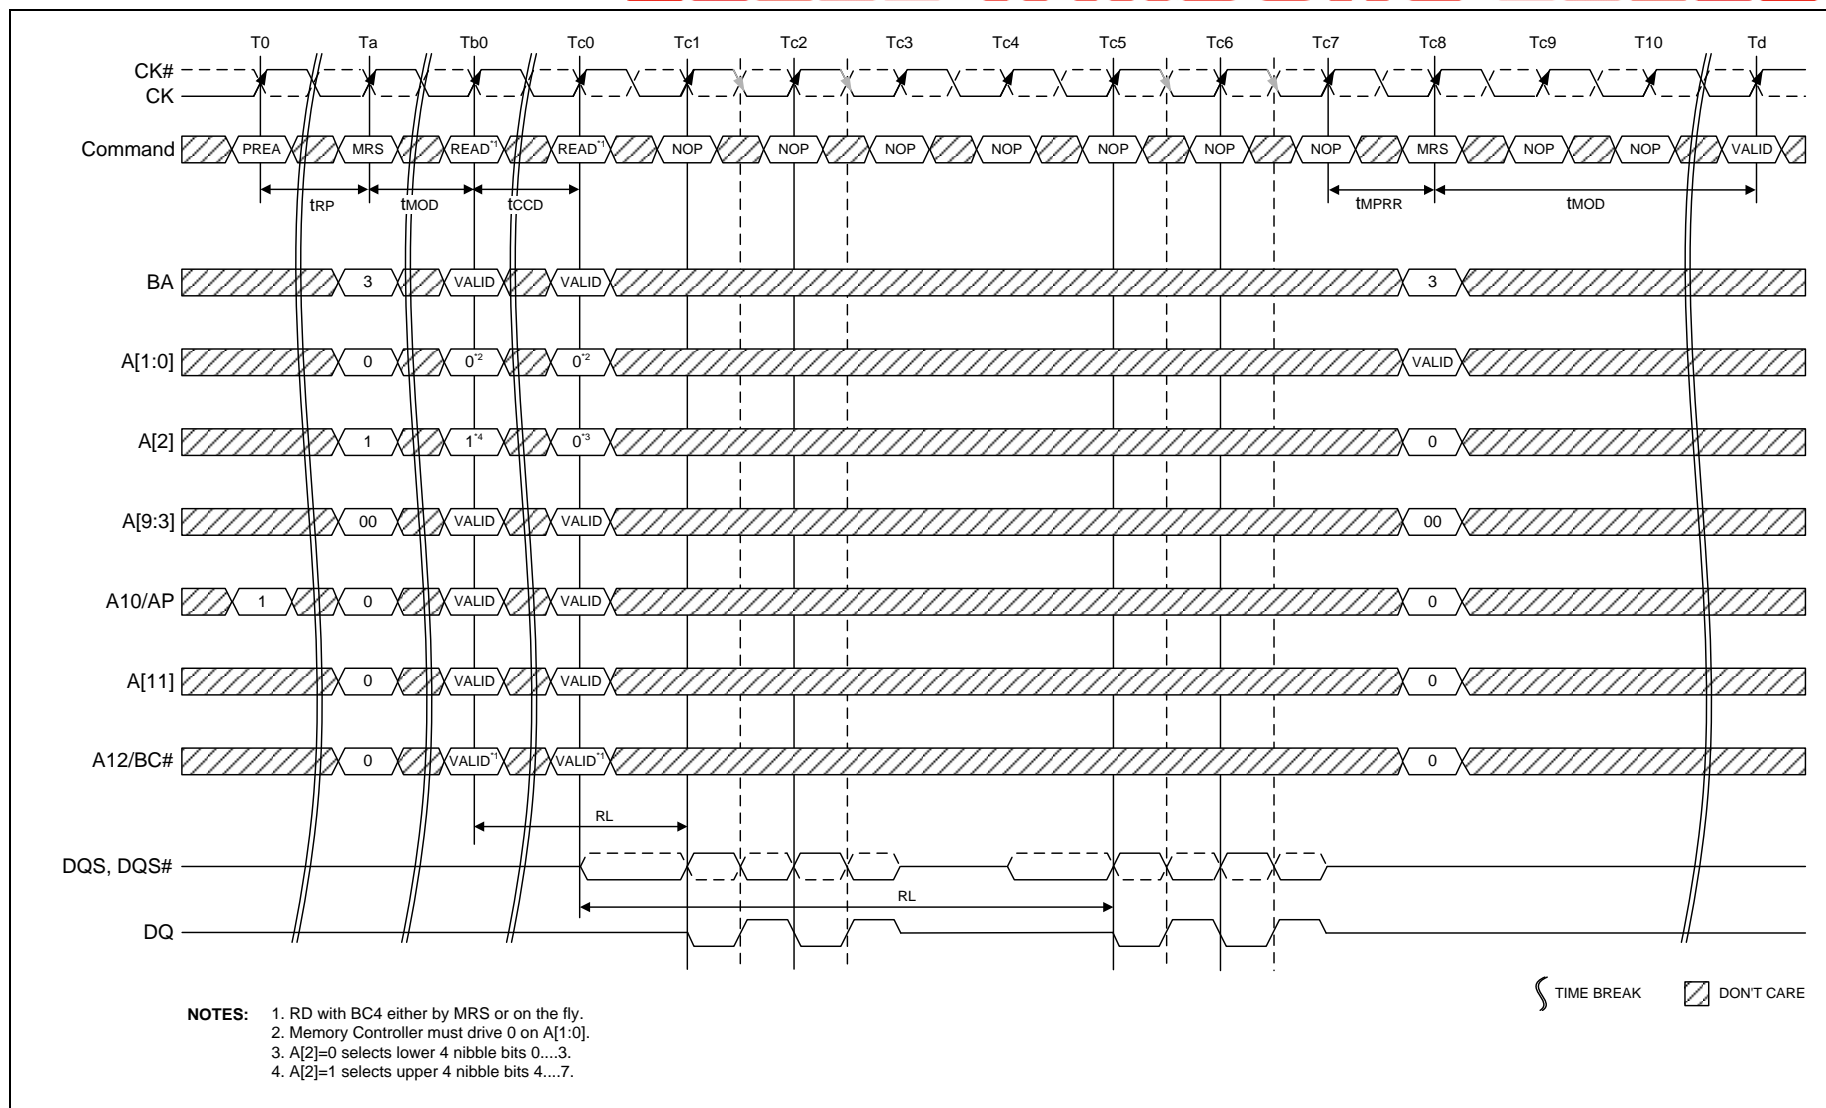 T0 Ta Tb0 Tc0 Tc1 Tc2 Tc3 Tc4 Tc5 Tc6 Tc7 Tc8 Tc9 T10 Td
CK#
CK
Command PREA MRS READ*1 READ*1 NOP NOP NOP NOP NOP NOP NOP MRS NOP NOP VALID
tRP tMOD tCCD tMPRR tMOD
BA 3 VALID VALID 3
A[1:0] 0 0*2 0*2 VALID
A[2] 1 1*4 0*3 0
A[9:3] 00 VALID VALID 00
A10/AP 1 0 VALID VALID 0
A[11] 0 VALID VALID 0
A12/BC# 0 VALID*1 VALID*1 0
RL
DQS, DQS#
RL
DQ
TIME BREAK DON'T CARE
NOTES: 1. RD with BC4 either by MRS or on the fly.
2. Memory Controller must drive 0 on A[1:0].
3. A[2]=0 selects lower 4 nibble bits 0....3.
4. A[2]=1 selects upper 4 nibble bits 4....7.